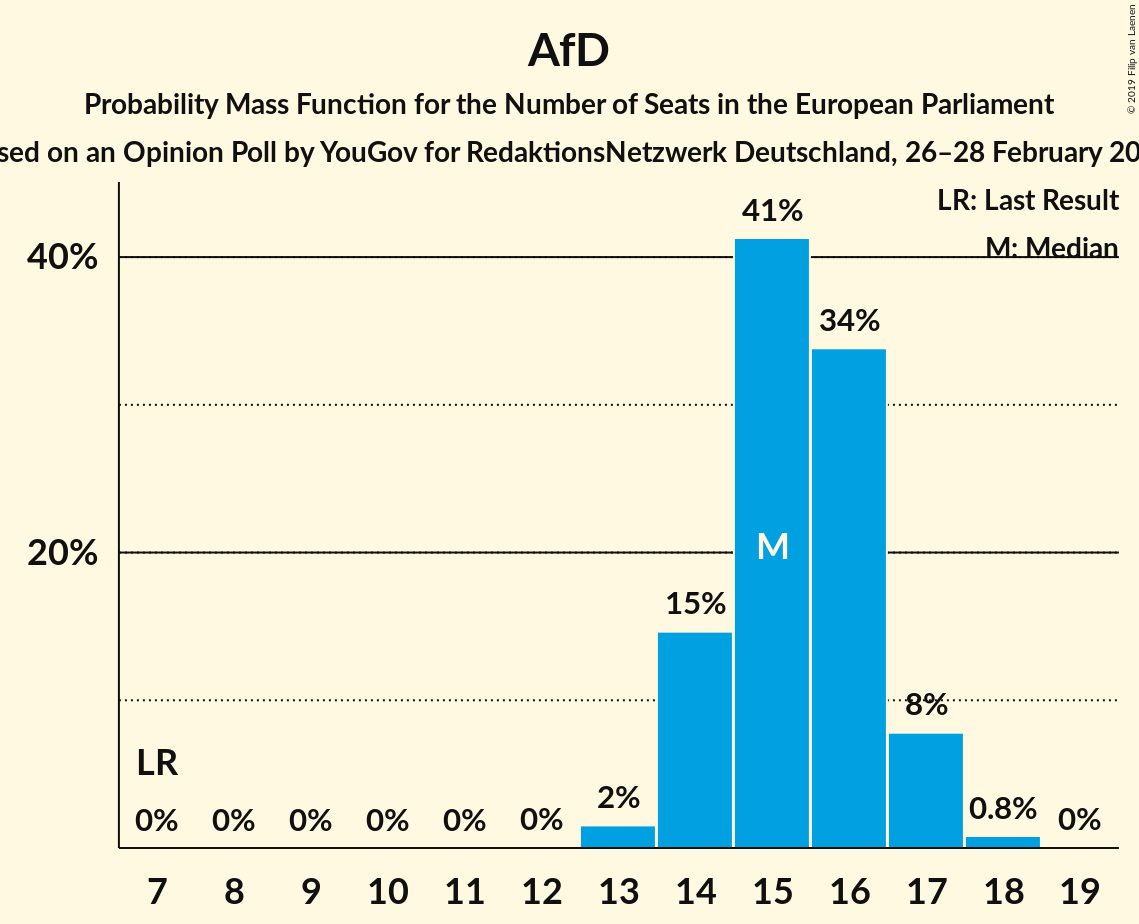 AfD
Probability Mass Function for the Number of Seats in the European Parliament
on an Opinion Poll by YouGov for RedaktionsNetzwerk Deutschland, 26–28 February
© 2019 Filip van Laenen
LR: Last Result
M: Median
40%
20%
41%
34%
M
15%
8%
LR
2%
0.8%
0% 0% 0% 0% 0% 0% 0%
7 8 9 10 11 12 13 14 15 16 17 18 19